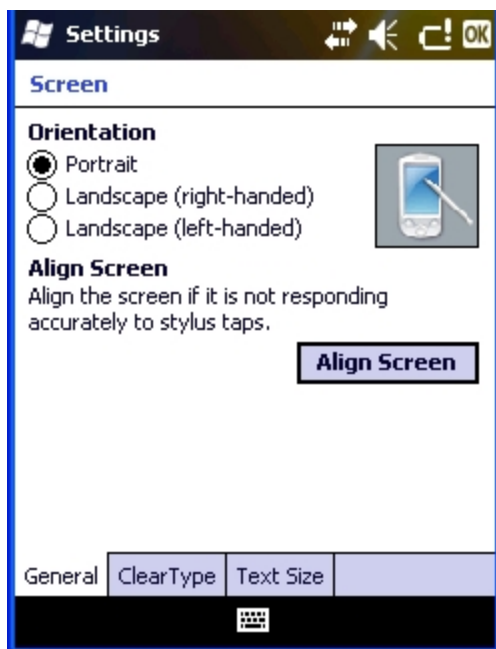 Settings
OK
Screen
Orientation
Portrait
Landscape (right-handed)
Landscape (left-handed)
Align Screen
Align the screen if it is not responding
accurately to stylus taps.
Align Screen
General ClearType Text Size